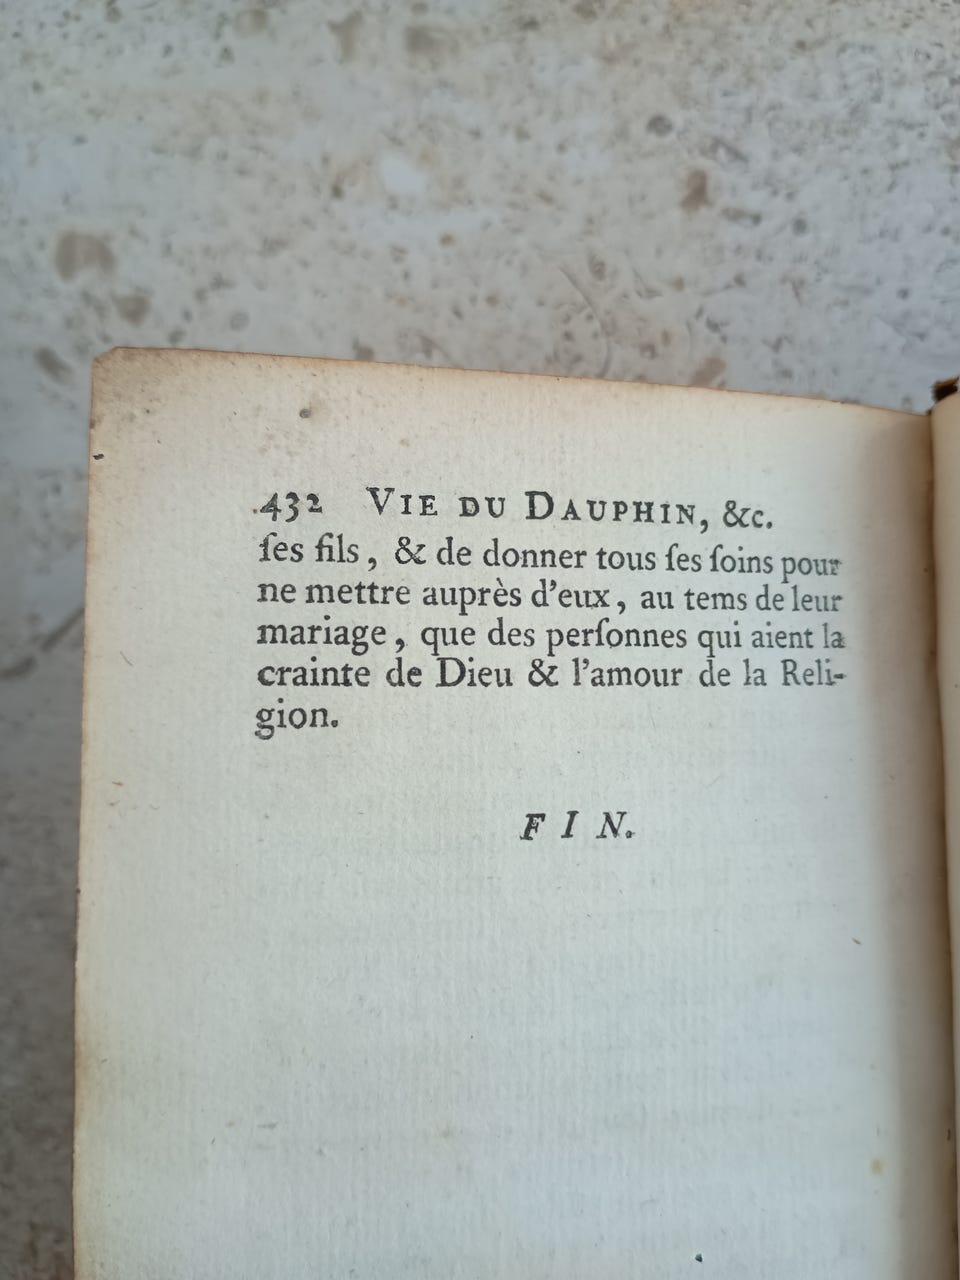 432 VIE DU DAUPHIN, &c.
ſes fils, & de donner tous ſes ſoins pour
ne mettre auprès d'eux, au tems de leur
mariage, que des perſonnes qui aient la
crainte de Dieu & l'amour de la Reli-
gion.
FIN.